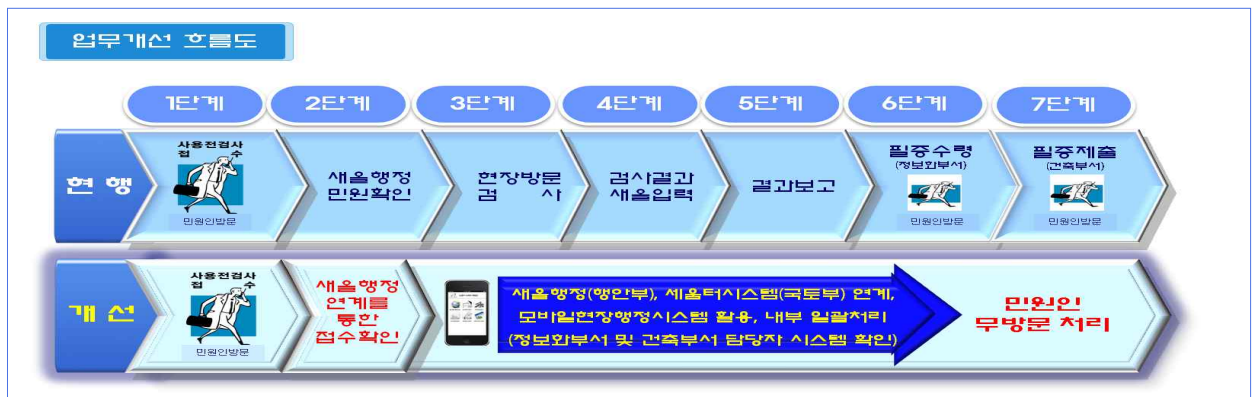 업무개선 흐름도
1단계 2단계 3단계 4단계 5단계 6단계 7단계
현 행
사용전검사
접 수
민원인방문
새올행정
민원확인
현장방문
검 사
검사결과
새올입력
결과보고
필증수령
(정보화부서)
민원인방문
필증제출
(건축부서)
민원인방문
개 선
사용전검사
접 수
민원인방문
새올행정
연계를
통한
접수확인
새올행정(행안부), 세움터시스템(국토부) 연계,
모바일현장행정시스템 활용, 내부 일괄처리
(정보화부서 및 건축부서 담당자 시스템 확인)
민원인
무방문 처리